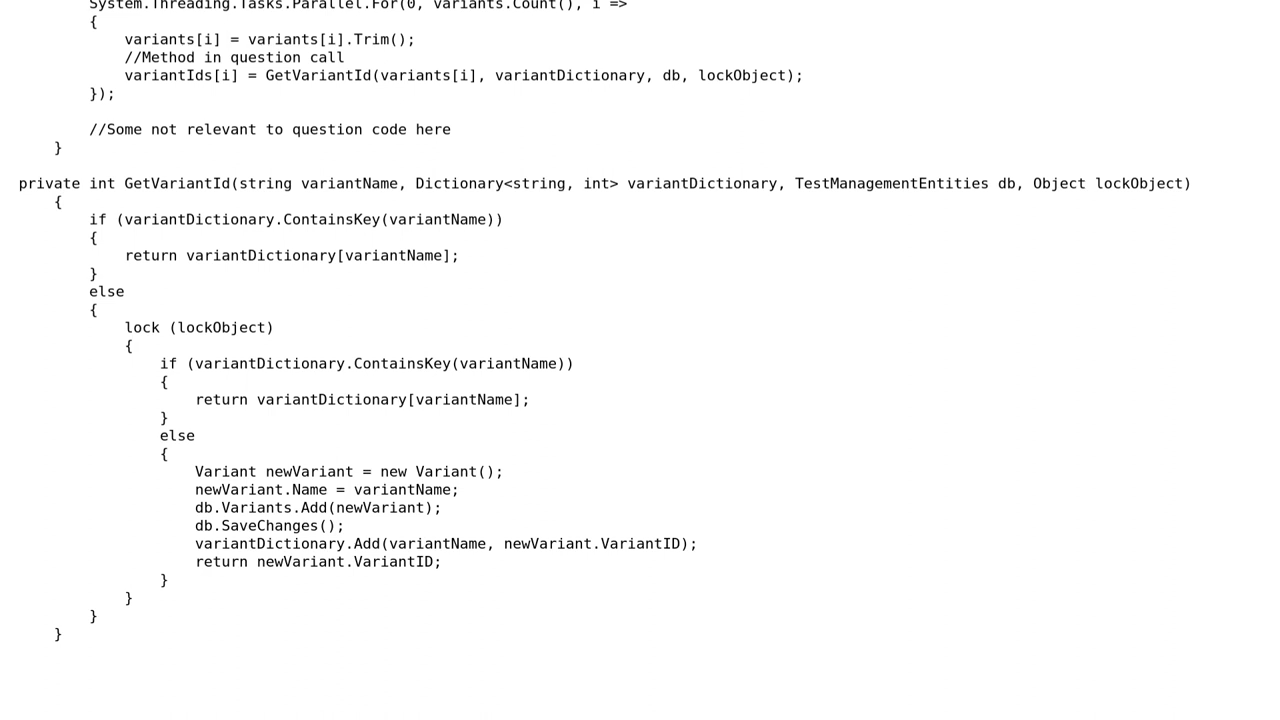 System.Threading.Tasks.Parallel.For(0, variants.Count(), i =>
{
variants[i] = variants[i].Trim();
//Method in question call
variantIds[i] = GetVariantId(variants[i], variantDictionary, db, lockObject);
});
//Some not relevant to question code here
}
private int GetVariantId(string variantName, Dictionary<string, int> variantDictionary, TestManagementEntities db, Object lockObject)
{
if (variantDictionary.ContainsKey(variantName))
{
return variantDictionary[variantName];
}
else
{
lock (lockObject)
{
if (variantDictionary.ContainsKey(variantName))
{
return variantDictionary[variantName];
}
else
{
Variant newVariant = new Variant();
newVariant.Name = variantName;
db.Variants.Add(newVariant);
db.SaveChanges();
variantDictionary.Add(variantName, newVariant.VariantID);
return newVariant.VariantID;
}
}
}
}